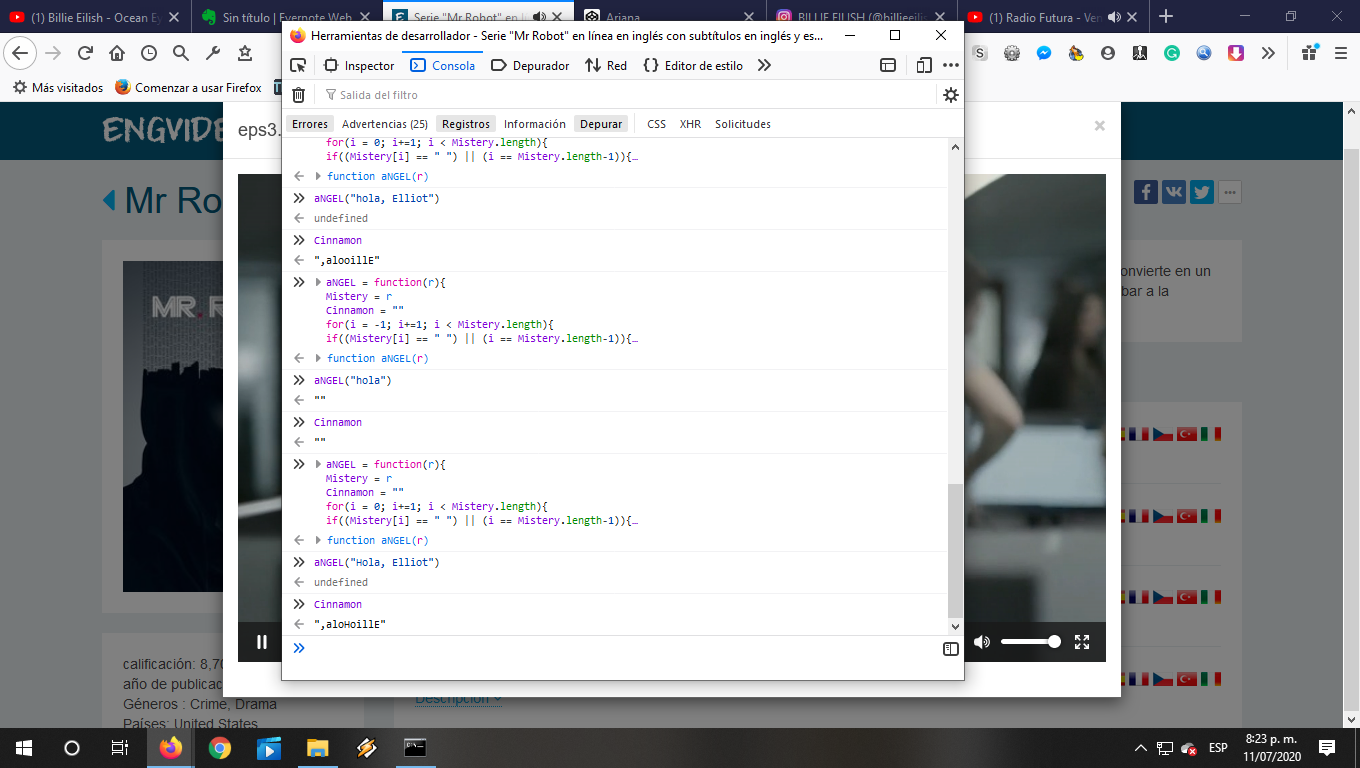 (1) Billie Eilish - Ocean Ey
Sin título | Evernote Web
Serie "Mr Robot" en lí
Ariana
BILLIE EILISH (@billieeilis
(1) Radio Futura - Ven
Herramientas de desarrollador - Serie "Mr Robot" en línea en inglés con subtítulos en inglés y es...
Inspector
Consola
Depurador
Red
Editor de estilo
Más visitados
Comenzar a usar Firefox
Salida del filtro
Errores
Advertencias (25)
Registros
Información
Depurar
CSS
XHR
Solicitudes
ENGVIDE
eps3.
Mr Ro
MR. R
for(i = 0; i+=1; i < Mistery.length){
if((Mistery[i] == " ") || (i == Mistery.length-1)){…
function aNGEL(r)
aNGEL("hola, Elliot")
undefined
Cinnamon
",alooillE"
aNGEL = function(r){
Mistery = r
Cinnamon = ""
for(i = -1; i+=1; i < Mistery.length){
if((Mistery[i] == " ") || (i == Mistery.length-1)){…
function aNGEL(r)
aNGEL("hola")
""
Cinnamon
""
aNGEL = function(r){
Mistery = r
Cinnamon = ""
for(i = 0; i+=1; i < Mistery.length){
if((Mistery[i] == " ") || (i == Mistery.length-1)){…
function aNGEL(r)
aNGEL("Hola, Elliot")
undefined
Cinnamon
",aloHoillE"
onvierte en un
bar a la
calificación: 8,70
año de publicac
Géneros : Crime, Drama
Países: United States
Descripción
ESP
8:23 p. m.
11/07/2020